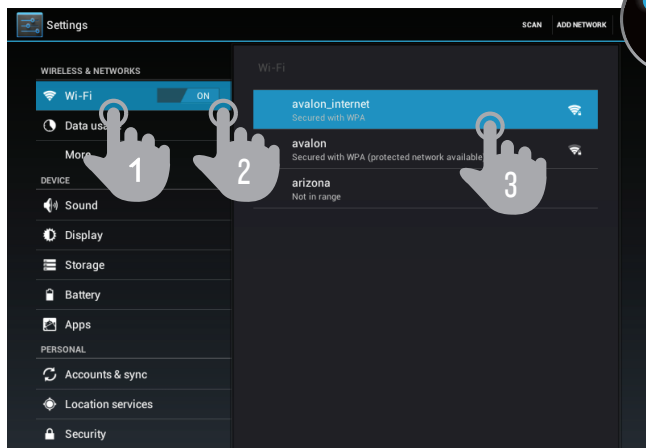 Settings
SCAN ADD NETWORK
WIRELESS & NETWORKS
Wi-Fi ON
Data usage
More
DEVICE
Sound
Display
Storage
Battery
Apps
PERSONAL
Accounts & sync
Location services
Security
Wi-Fi
avalon_internet
Secured with WPA
avalon
Secured with WPA (protected network available)
arizona
Not in range
1
2
3